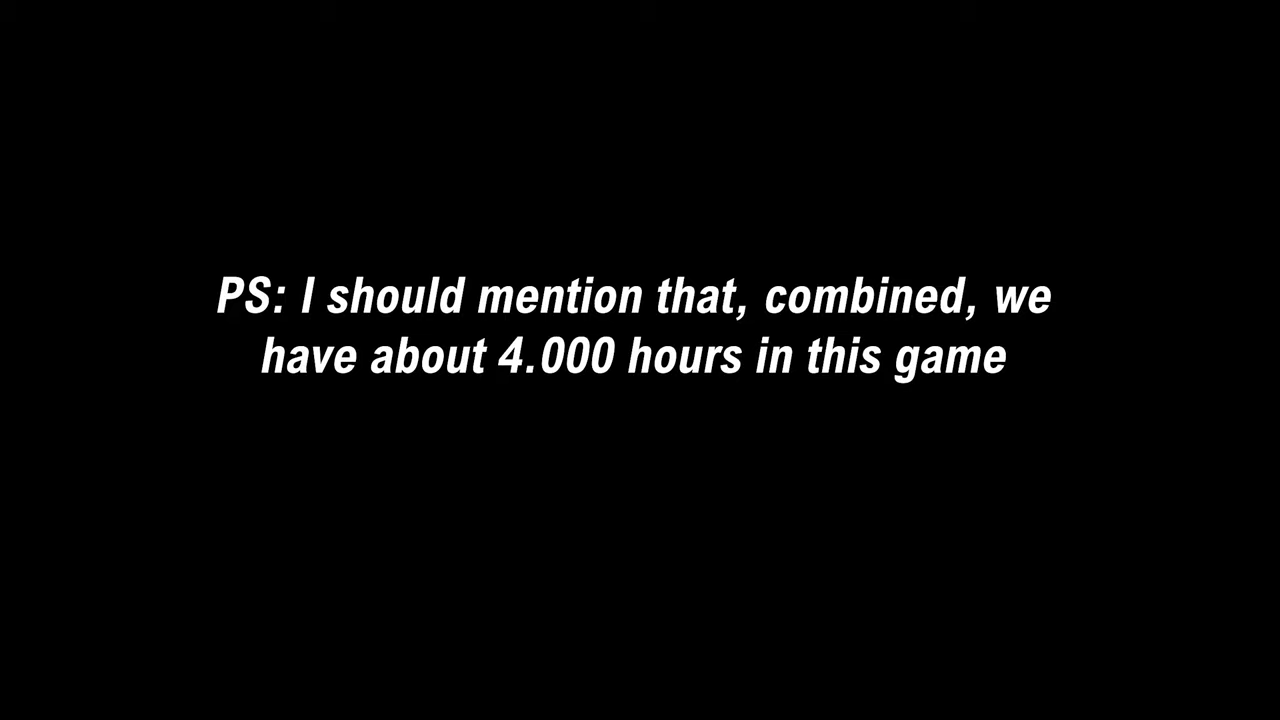 PS: I should mention that, combined, we
have about 4.000 hours in this game